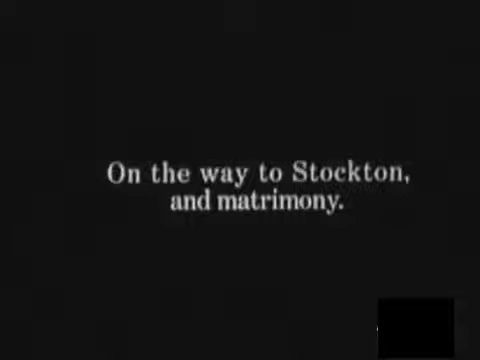 On the way to Stockton,
and matrimony.